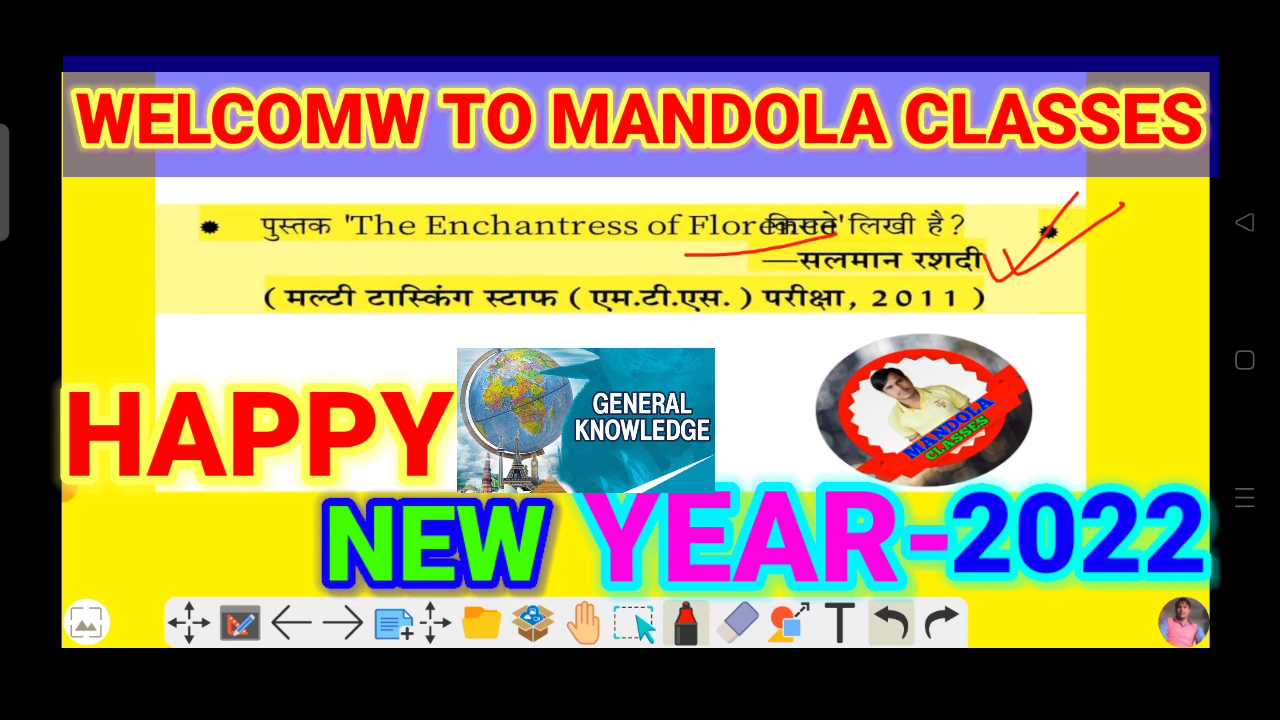 WELCOMW TO MANDOLA CLASSES
पुस्तक 'The Enchantress of Florence' किसने लिखी है?
—सलमान रशदी
( मल्टी टास्किंग स्टाफ ( एम.टी.एस. ) परीक्षा, 2011 )
GENERAL
KNOWLEDGE
MANDOLA
CLASSES
HAPPY
NEW YEAR-2022
T